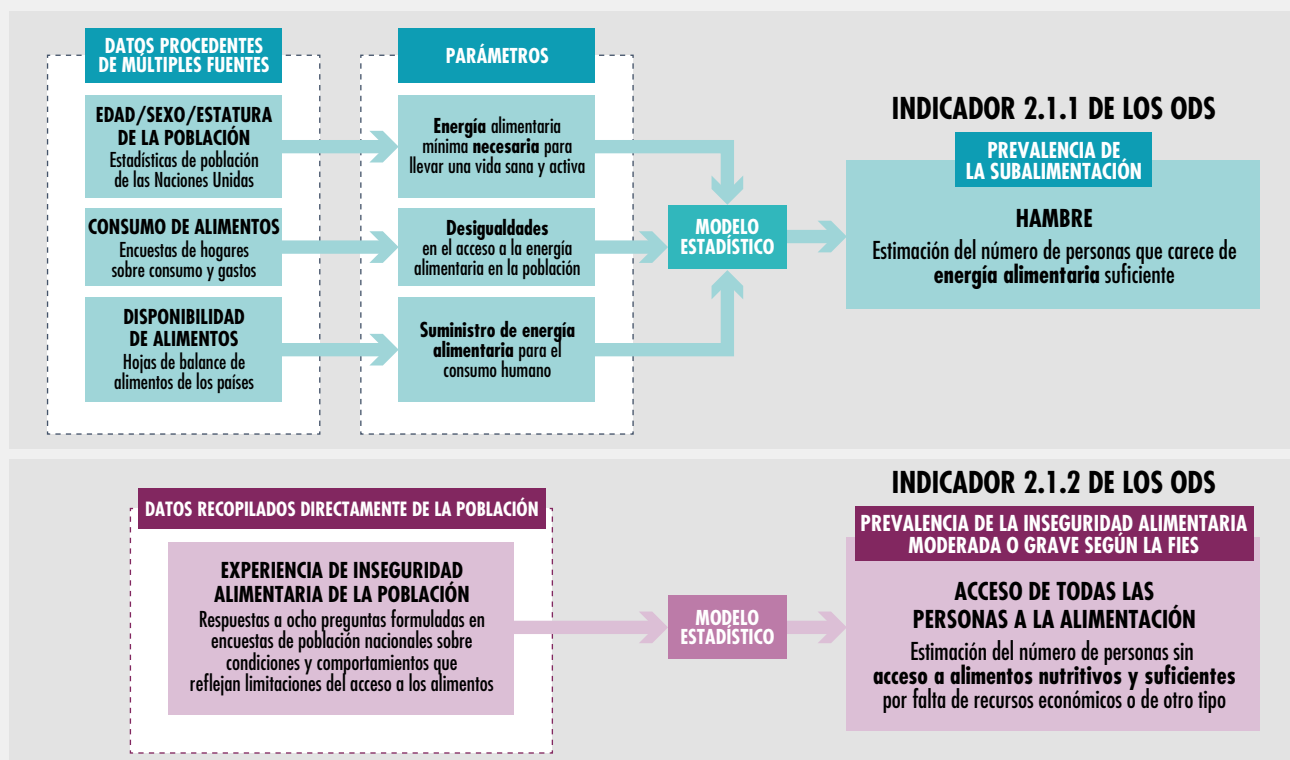 DATOS PROCEDENTES
DE MÚLTIPLES FUENTES
EDAD/SEXO/ESTATURA
DE LA POBLACIÓN
Estadísticas de población
de las Naciones Unidas
CONSUMO DE ALIMENTOS
Encuestas de hogares
sobre consumo y gastos
DISPONIBILIDAD
DE ALIMENTOS
Hojas de balance de
alimentos de los países
PARÁMETROS
Energía alimentaria
mínima necesaria para
llevar una vida sana y activa
Desigualdades
en el acceso a la energía
alimentaria en la población
Suministro de energía
alimentaria para el
consumo humano
MODELO
ESTADÍSTICO
INDICADOR 2.1.1 DE LOS ODS
PREVALENCIA DE
LA SUBALIMENTACIÓN
HAMBRE
Estimación del número de personas que carece de
energía alimentaria suficiente
DATOS RECOPILADOS DIRECTAMENTE DE LA POBLACIÓN
EXPERIENCIA DE INSEGURIDAD
ALIMENTARIA DE LA POBLACIÓN
Respuestas a ocho preguntas formuladas en
encuestas de población nacionales sobre
condiciones y comportamientos que
reflejan limitaciones del acceso a los alimentos
MODELO
ESTADÍSTICO
INDICADOR 2.1.2 DE LOS ODS
PREVALENCIA DE LA INSEGURIDAD ALIMENTARIA
MODERADA O GRAVE SEGÚN LA FIES
ACCESO DE TODAS LAS
PERSONAS A LA ALIMENTACIÓN
Estimación del número de personas sin
acceso a alimentos nutritivos y suficientes
por falta de recursos económicos o de otro tipo